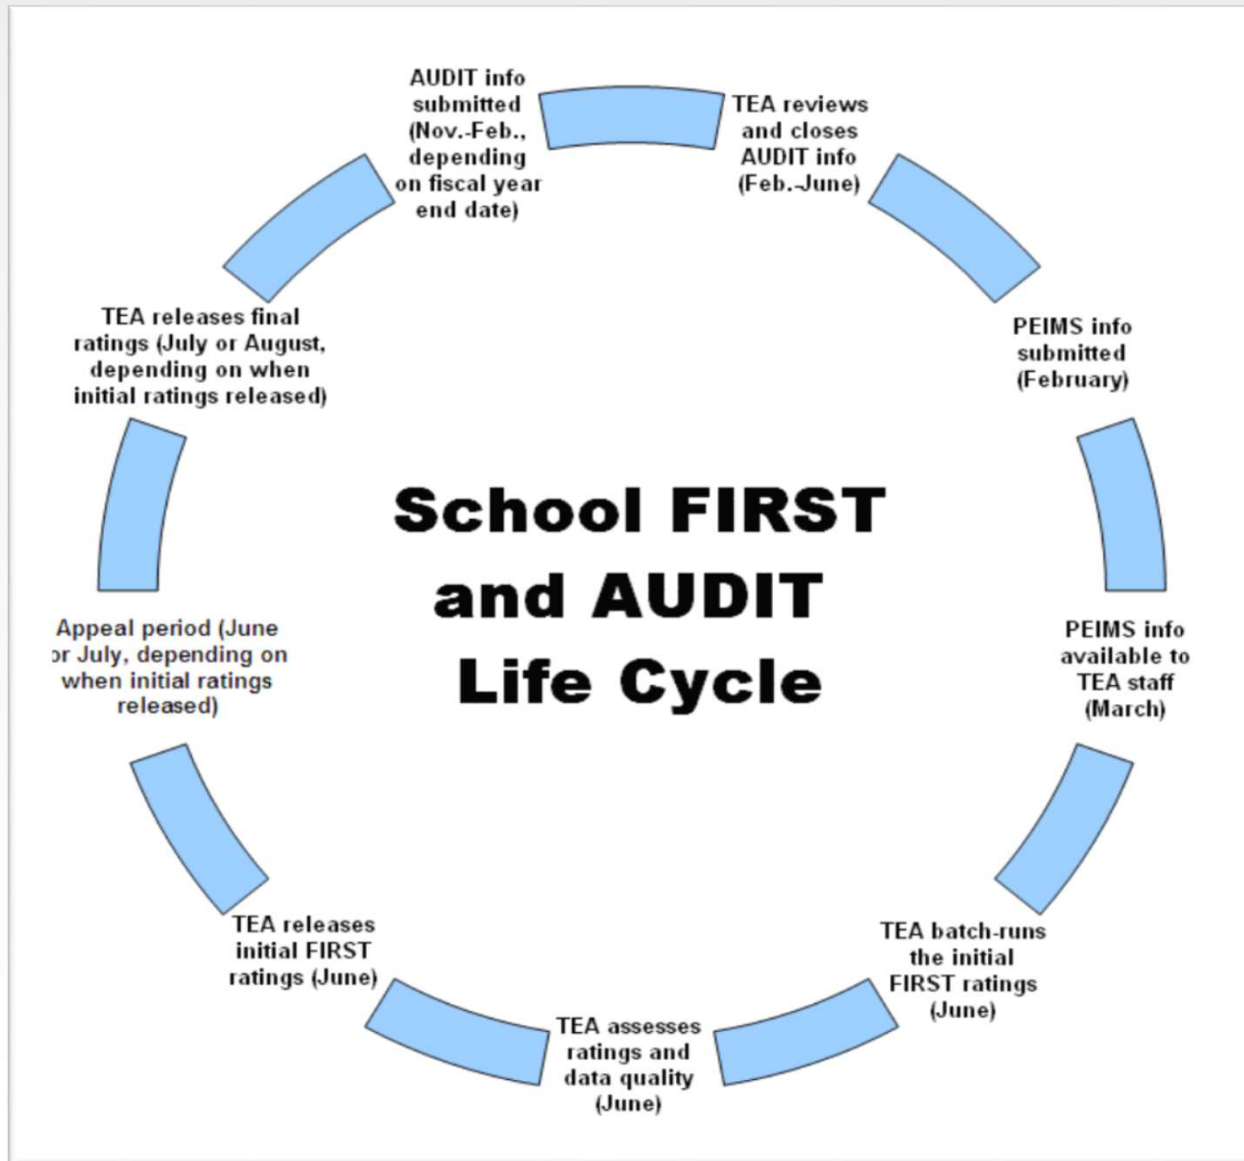 AUDIT info
submitted
(Nov.-Feb.,
depending
on fiscal year
end date)
TEA reviews
and closes
AUDIT info
(Feb.-June)
PEIMS info
submitted
(February)
PEIMS info
available to
TEA staff
(March)
TEA batch-runs
the initial
FIRST ratings
(June)
TEA assesses
ratings and
data quality
(June)
TEA releases
initial FIRST
ratings (June)
Appeal period (June
or July, depending on
when initial ratings
released)
TEA releases final
ratings (July or August,
depending on when
initial ratings released)
School FIRST
and AUDIT
Life Cycle